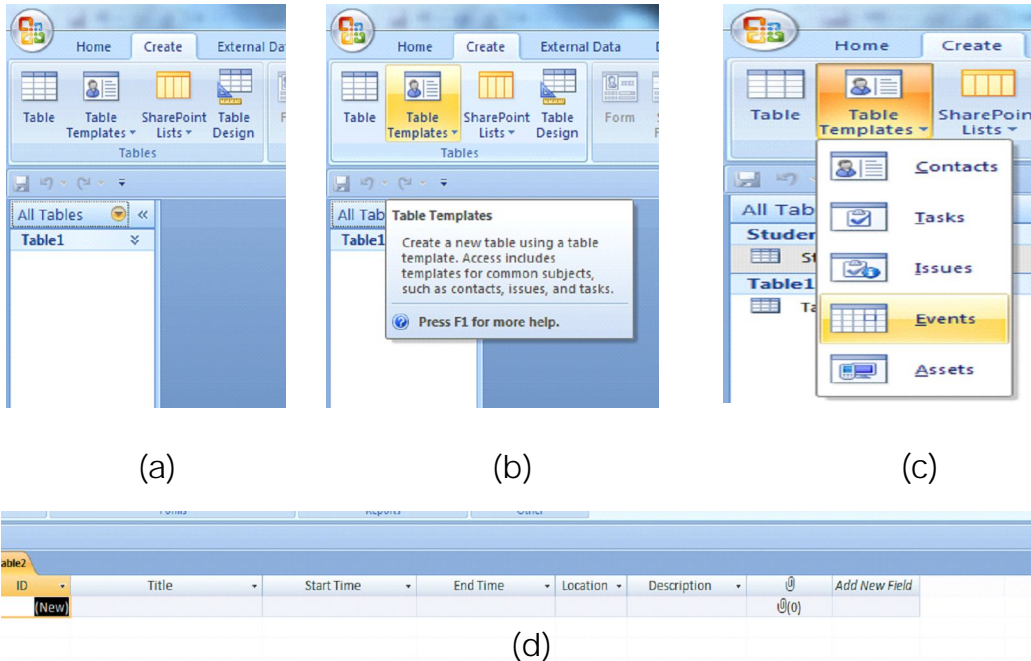 Home Create External Da
Table Table Templates SharePoint Lists Table Design
Tables
All Tables «
Table1
(a)
Home Create External Data
Table Table Templates SharePoint Lists Table Design Form
Tables
All Tab
Table1
Table Templates
Create a new table using a table
template. Access includes
templates for common subjects,
such as contacts, issues, and tasks.
Press F1 for more help.
(b)
Home Create
Table Table Templates SharePoin Lists
Contacts
Tasks
Issues
Events
Assets
All Tab
Studen
St
Table1
Ta
(c)
able2
ID Title Start Time End Time Location Description Add New Field
(New) (0)
(d)